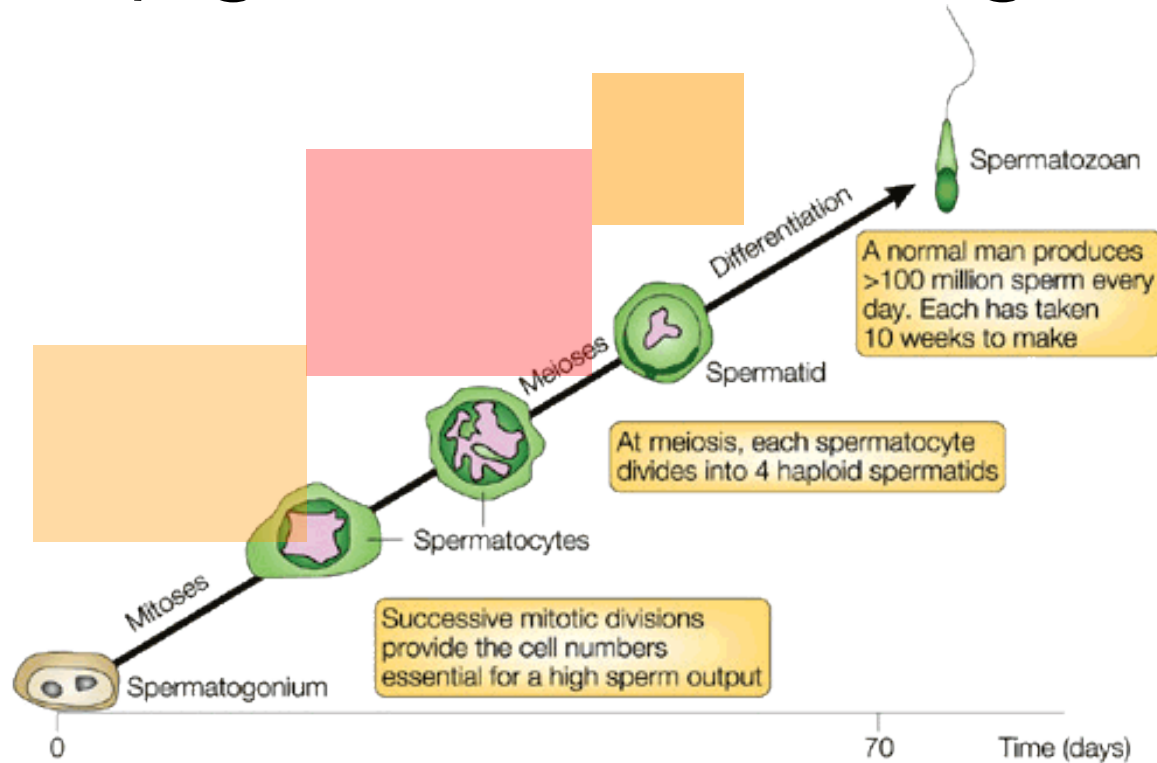 Spermatozoan
Differentiation
A normal man produces
>100 million sperm every
day. Each has taken
10 weeks to make
Meioses
Spermatid
At meiosis, each spermatocyte
divides into 4 haploid spermatids
Spermatocytes
Mitoses
Successive mitotic divisions
provide the cell numbers
essential for a high sperm output
Spermatogonium
0
70
Time (days)